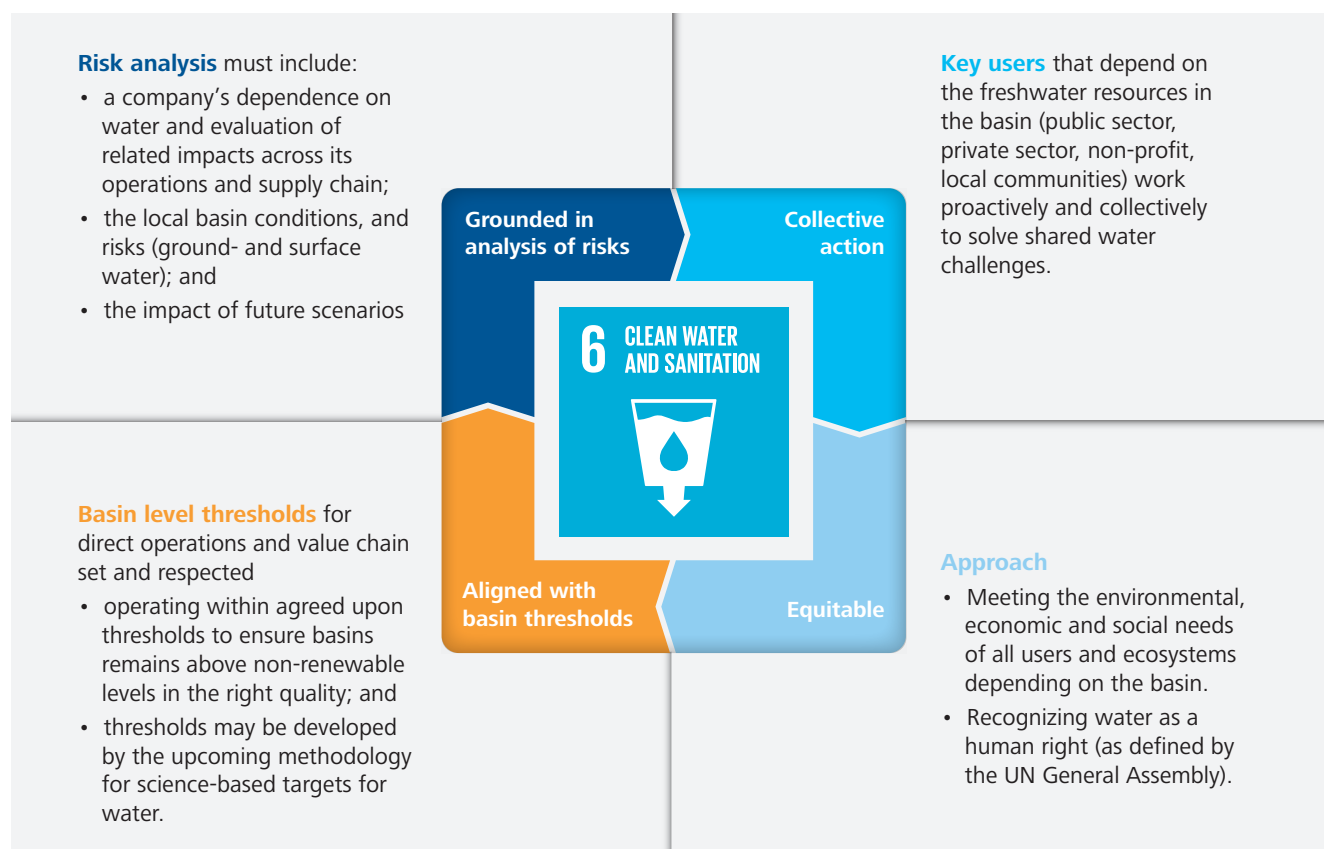 Risk analysis must include:
• a company's dependence on
water and evaluation of
related impacts across its
operations and supply chain;
• the local basin conditions, and
risks (ground- and surface
water); and
• the impact of future scenarios
Key users that depend on
the freshwater resources in
the basin (public sector,
private sector, non-profit,
local communities) work
proactively and collectively
to solve shared water
challenges.
Grounded in
analysis of risks
Collective
action
6 CLEAN WATER
AND SANITATION
Aligned with
basin thresholds
Equitable
Basin level thresholds for
direct operations and value chain
set and respected
• operating within agreed upon
thresholds to ensure basins
remains above non-renewable
levels in the right quality; and
• thresholds may be developed
by the upcoming methodology
for science-based targets for
water.
Approach
• Meeting the environmental,
economic and social needs
of all users and ecosystems
depending on the basin.
• Recognizing water as a
human right (as defined by
the UN General Assembly).